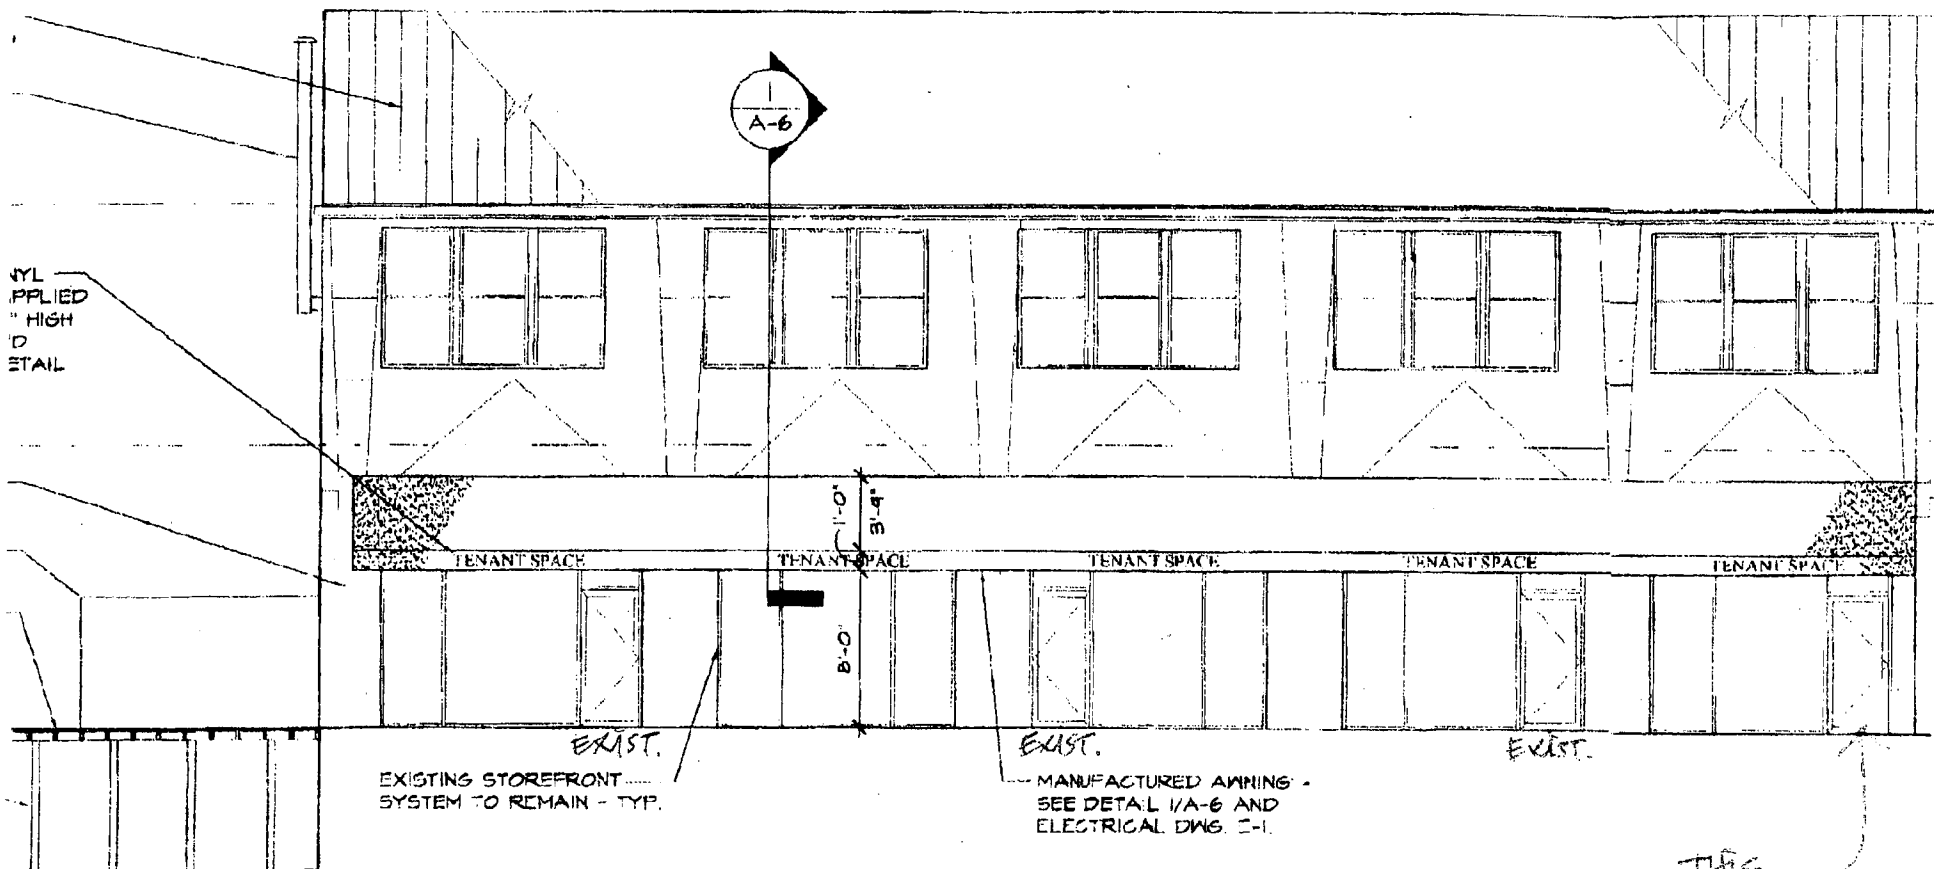 1
A-6
PPLIED
" HIGH
ETAIL
1'-0"
3'-9"
TENANT SPACE
TENANT SPACE
TENANT SPACE
TENANT SPACE
TENANT SPACE
8'-0"
EXIST.
EXIST.
EXIST.
EXISTING STOREFRONT
SYSTEM TO REMAIN - TYP.
MANUFACTURED AWNING -
SEE DETAIL 1/A-6 AND
ELECTRICAL DWG. E-1.
THIS